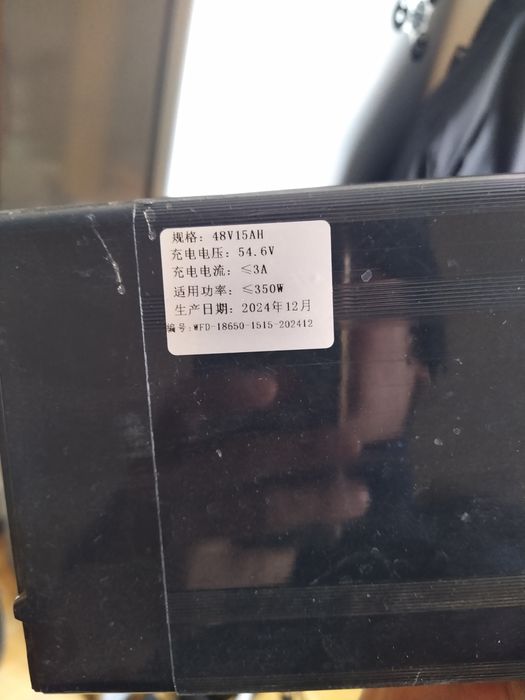 规格: 48V15AH
充电电压: 54.6V
充电电流: ≤3A
适用功率: ≤350W
生产日期: 2024年12月
编号:WFD-18650-1515-202412